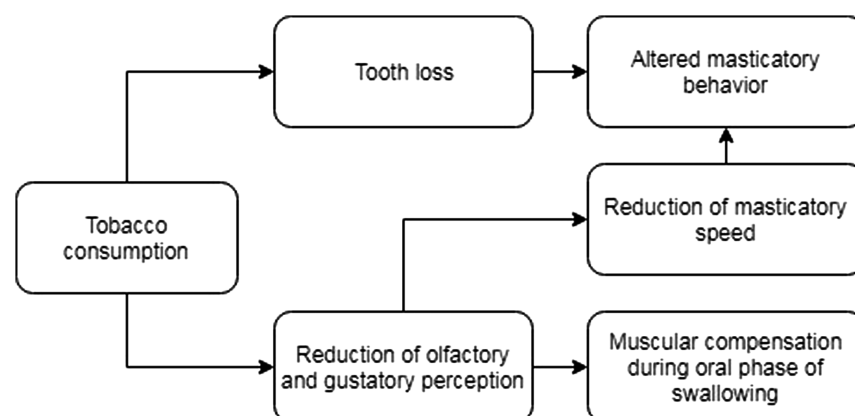 Tooth loss
Altered masticatory
behavior
Tobacco
consumption
Reduction of masticatory
speed
Reduction of olfactory
and gustatory perception
Muscular compensation
during oral phase of
swallowing